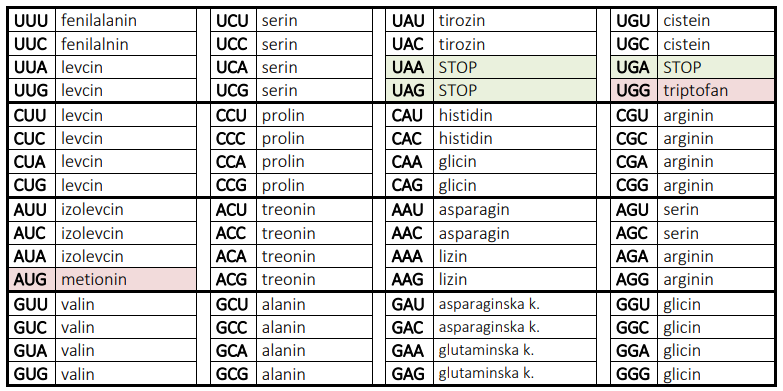 UUU fenilalanin UCU serin UAU tirozin UGU cistein
UUC fenilalnin UCC serin UAC tirozin UGC cistein
UUA levcin UCA serin UAA STOP UGA STOP
UUG levcin UCG serin UAG STOP UGG triptofan
CUU levcin CCU prolin CAU histidin CGU arginin
CUC levcin CCC prolin CAC histidin CGC arginin
CUA levcin CCA prolin CAA glicin CGA arginin
CUG levcin CCG prolin CAG glicin CGG arginin
AUU izolevcin ACU treonin AAU asparagin AGU serin
AUC izolevcin ACC treonin AAC asparagin AGC serin
AUA izolevcin ACA treonin AAA lizin AGA arginin
AUG metionin ACG treonin AAG lizin AGG arginin
GUU valin GCU alanin GAU asparaginska k. GGU glicin
GUC valin GCC alanin GAC asparaginska k. GGC glicin
GUA valin GCA alanin GAA glutaminska k. GGA glicin
GUG valin GCG alanin GAG glutaminska k. GGG glicin